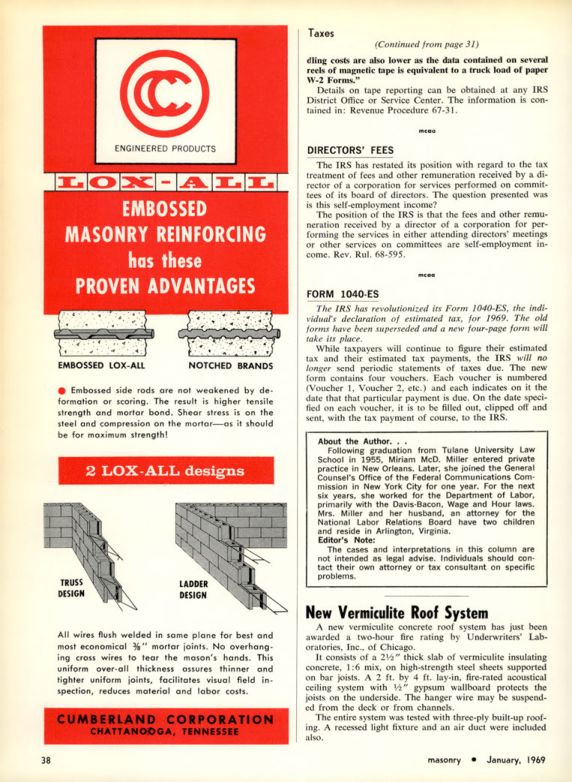 CCC
ENGINEERED PRODUCTS
LOX-ALL
EMBOSSED
MASONRY REINFORCING
has these
PROVEN ADVANTAGES
EMBOSSED LOX-ALL
NOTCHED BRANDS
Embossed side rods are not weakened by de-
formation or scoring. The result is higher tensile
strength and mortar bond. Shear stress is on the
steel and compression on the mortar—as it should
be for maximum strength!
2 LOX-ALL designs
TRUSS
DESIGN
LADDER
DESIGN
All wires flush welded in same plane for best and
most economical 3⁄8" mortar joints. No overhang-
ing cross wires to tear the mason's hands. This
uniform over-all thickness assures thinner and
tighter uniform joints, facilitates visual field in-
spection, reduces material and labor costs.
CUMBERLAND CORPORATION
CHATTANOOGA, TENNESSEE
Taxes
(Continued from page 31)
dling costs are also lower as the data contained on several
reels of magnetic tape is equivalent to a truck load of paper
W-2 Forms."
Details on tape reporting can be obtained at any IRS
District Office or Service Center. The information is con-
tained in: Revenue Procedure 67-31.
mcaa
DIRECTORS' FEES
The IRS has restated its position with regard to the tax
treatment of fees and other remuneration received by a di-
rector of a corporation for services performed on commit-
tees of its board of directors. The question presented was
is this self-employment income?
The position of the IRS is that the fees and other remu-
neration received by a director of a corporation for per-
forming the services in either attending directors' meetings
or other services on committees are self-employment in-
come. Rev. Rul. 68-595.
mcaa
FORM 1040-ES
The IRS has revolutionized its Form 1040-ES, the indi-
vidual's declaration of estimated tax, for 1969. The old
forms have been superseded and a new four-page form will
take its place.
While taxpayers will continue to figure their estimated
tax and their estimated tax payments, the IRS will no
longer send periodic statements of taxes due. The new
form contains four vouchers. Each voucher is numbered
(Voucher 1, Voucher 2, etc.) and each indicates on it the
date that that particular payment is due. On the date speci-
fied on each voucher, it is to be filled out, clipped off and
sent, with the tax payment of course, to the IRS.
About the Author. . .
Following graduation from Tulane University Law
School in 1955, Miriam McD. Miller entered private
practice in New Orleans. Later, she joined the General
Counsel's Office of the Federal Communications Com-
mission in New York City for one year. For the next
six years, she worked for the Department of Labor,
primarily with the Davis-Bacon, Wage and Hour laws.
Mrs. Miller and her husband, an attorney for the
National Labor Relations Board have two children
and reside in Arlington, Virginia.
Editor's Note:
The cases and interpretations in this column are
not intended as legal advise. Individuals should con-
tact their own attorney or tax consultant on specific
problems.
New Vermiculite Roof System
A new vermiculite concrete roof system has just been
awarded a two-hour fire rating by Underwriters' Lab-
oratories, Inc., of Chicago.
It consists of a 2½" thick slab of vermiculite insulating
concrete, 1:6 mix, on high-strength steel sheets supported
on bar joists. A 2 ft. by 4 ft. lay-in, fire-rated acoustical
ceiling system with ½" gypsum wallboard protects the
joists on the underside. The hanger wire may be suspend-
ed from the deck or from channels.
The entire system was tested with three-ply built-up roof-
ing. A recessed light fixture and an air duct were included
also.
38
masonry • January, 1969